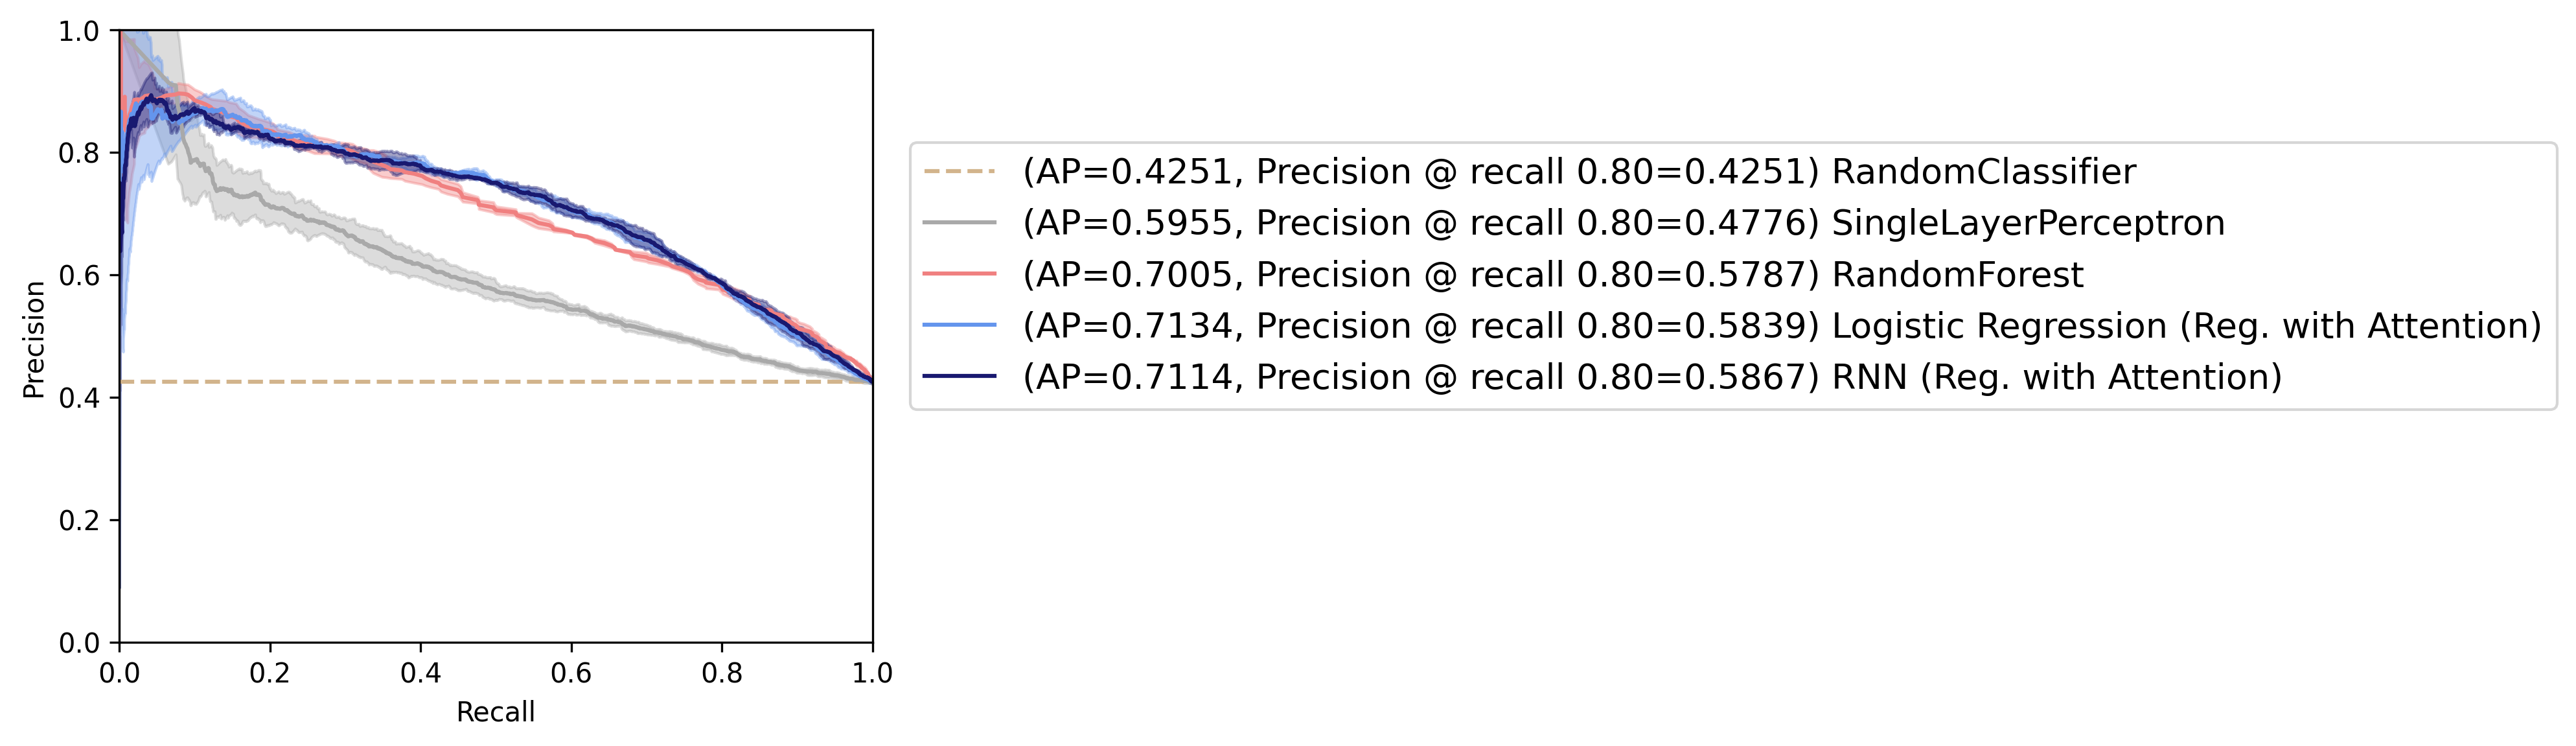 1.0
0.8
0.6
0.4
0.2
0.0
Precision
0.0 0.2 0.4 0.6 0.8 1.0
Recall
(AP=0.4251, Precision @ recall 0.80=0.4251) RandomClassifier
(AP=0.5955, Precision @ recall 0.80=0.4776) SingleLayerPerceptron
(AP=0.7005, Precision @ recall 0.80=0.5787) RandomForest
(AP=0.7134, Precision @ recall 0.80=0.5839) Logistic Regression (Reg. with Attention)
(AP=0.7114, Precision @ recall 0.80=0.5867) RNN (Reg. with Attention)